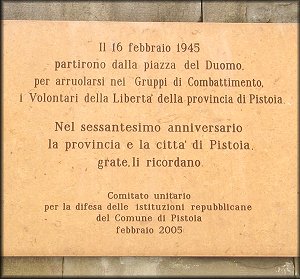 Il 16 febbraio 1945
partirono dalla piazza del Duomo,
per arruolarsi nei Gruppi di Combattimento,
i Volontari della Liberta' della provincia di Pistoia.
Nel sessantesimo anniversario
la provincia e la citta' di Pistoia,
grate, li ricordano.
Comitato unitario
per la difesa delle istituzioni repubblicane
del Comune di Pistoia
febbraio 2005